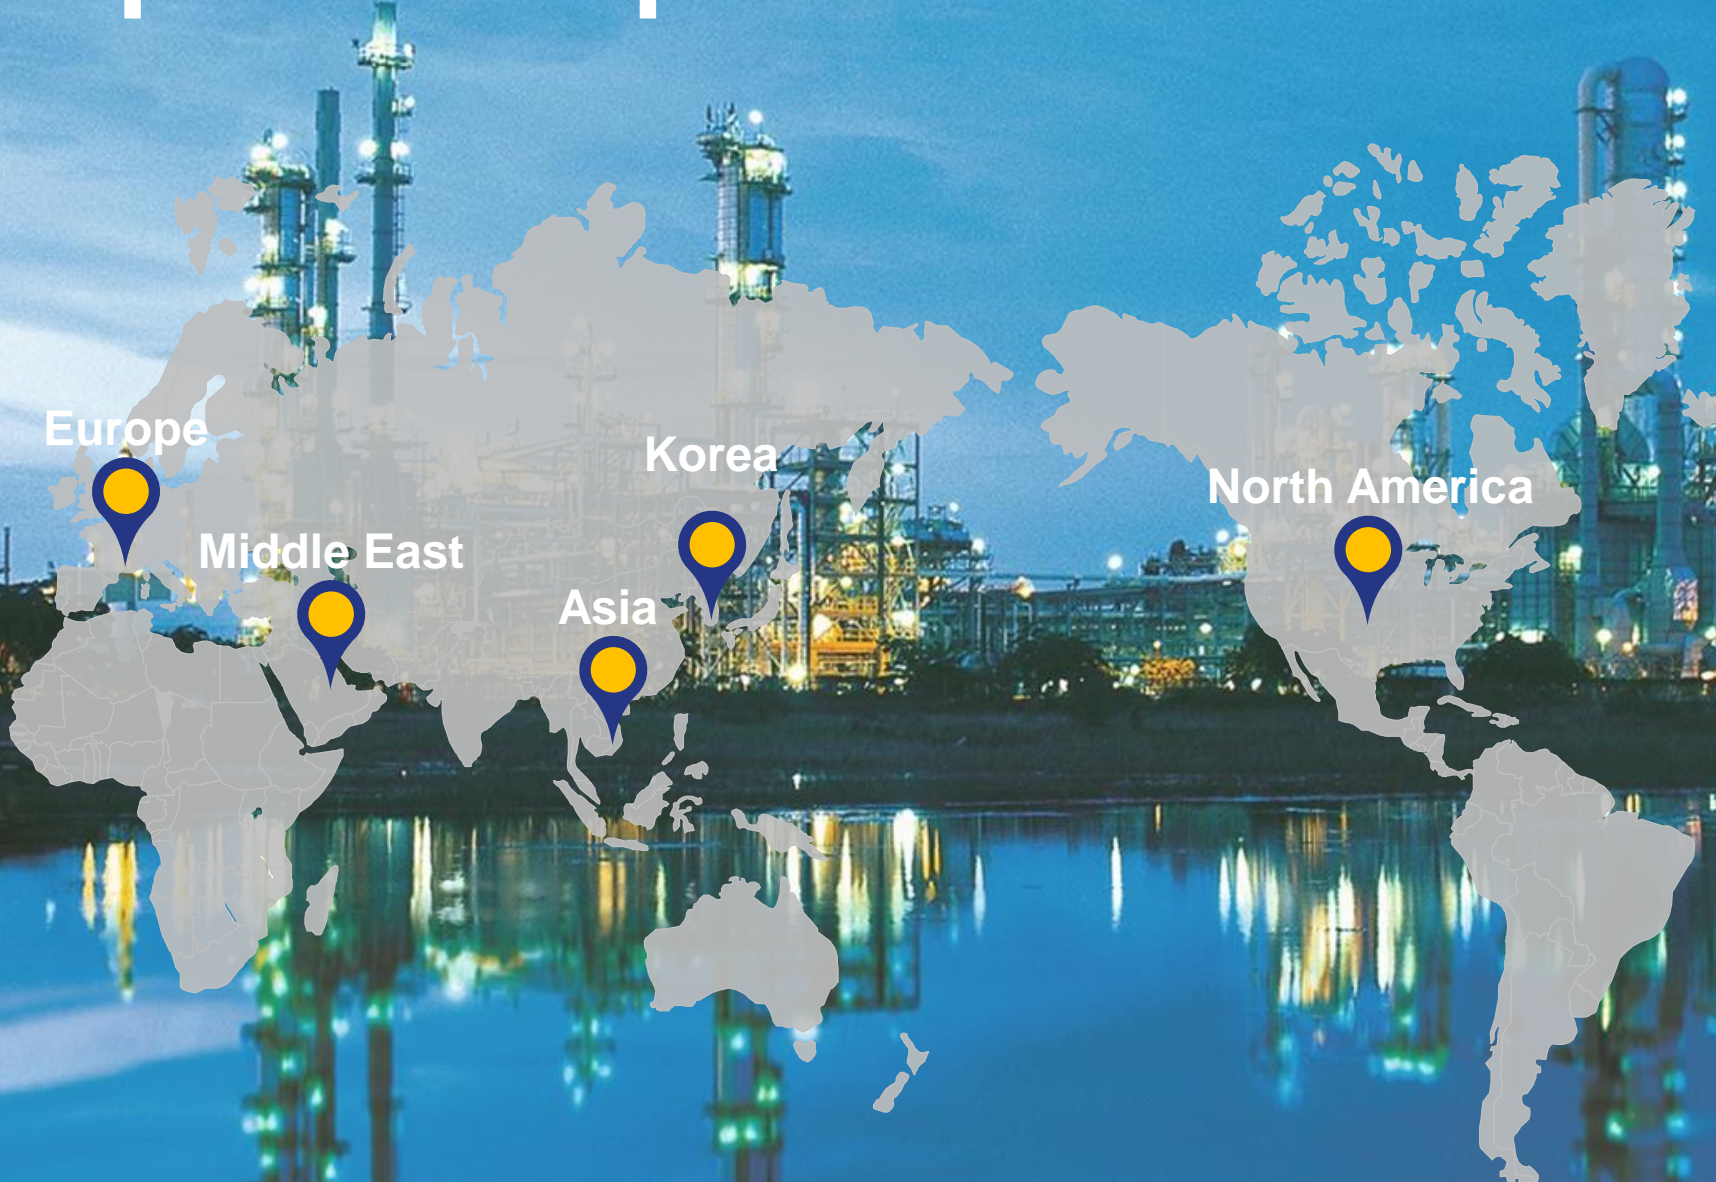 Europe
Korea
North America
Middle East
Asia